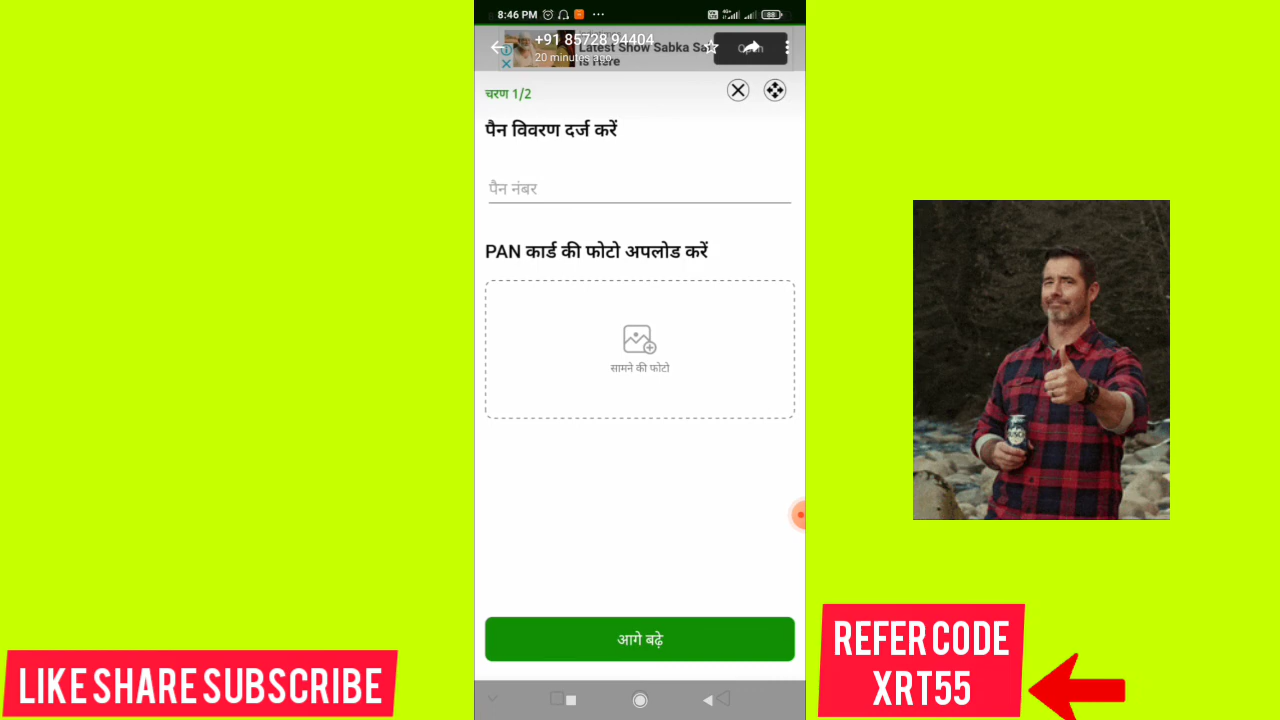 8:46 PM
+91 85728 94404
Latest Show Sabka Sa
is Here
Open
20 minutes ago
चरण 1/2
पैन विवरण दर्ज करें
पैन नंबर
PAN कार्ड की फोटो अपलोड करें
सामने की फोटो
आगे बढ़े
LIKE SHARE SUBSCRIBE
REFER CODE
XRT55